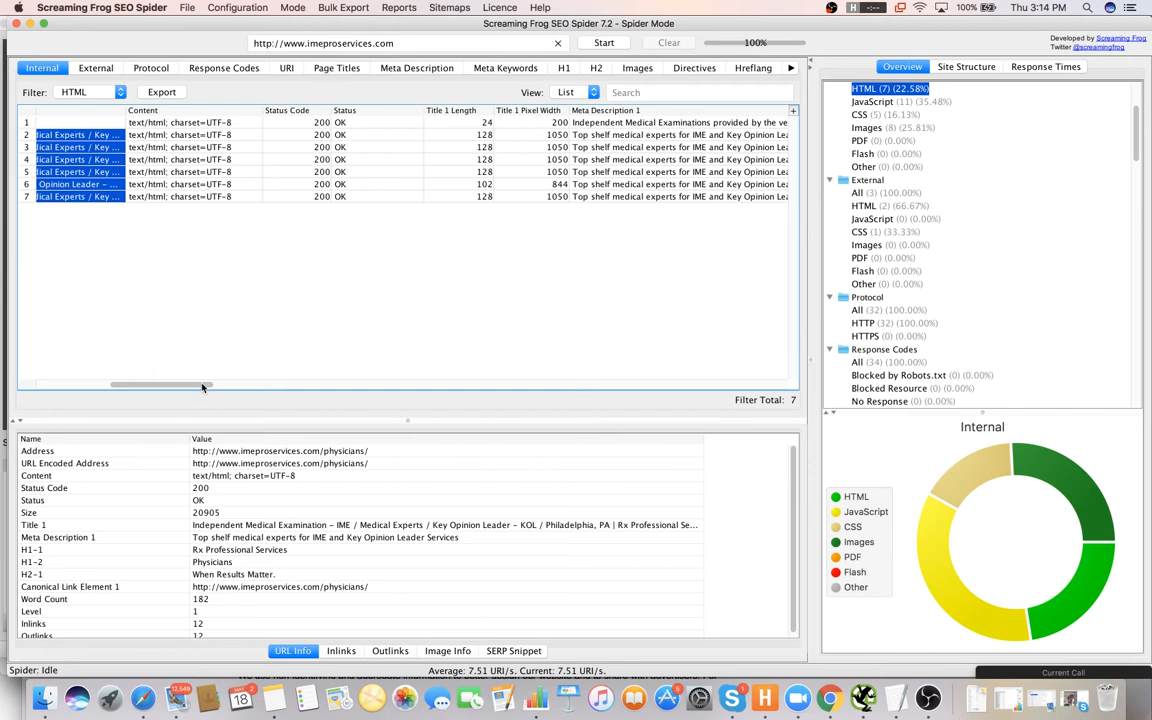 Screaming Frog SEO Spider File Configuration Mode Bulk Export Reports Sitemaps Licence Help H --:-- 100% Thu 3:14 PM
Screaming Frog SEO Spider 7.2 - Spider Mode
http://www.imeproservices.com x Start Clear 100% Developed by Screaming Frog
Twitter @screamingfrog
Internal External Protocol Response Codes URI Page Titles Meta Description Meta Keywords H1 H2 Images Directives Hreflang
Filter: HTML Export View: List Search
Content Status Code Status Title 1 Length Title 1 Pixel Width Meta Description 1 +
1 text/html; charset=UTF-8 200 OK 24 200 Independent Medical Examinations provided by the ve
2 dical Experts / Key ... text/html; charset=UTF-8 200 OK 128 1050 Top shelf medical experts for IME and Key Opinion Lea
3 dical Experts / Key ... text/html; charset=UTF-8 200 OK 128 1050 Top shelf medical experts for IME and Key Opinion Lea
4 dical Experts / Key ... text/html; charset=UTF-8 200 OK 128 1050 Top shelf medical experts for IME and Key Opinion Lea
5 dical Experts / Key ... text/html; charset=UTF-8 200 OK 128 1050 Top shelf medical experts for IME and Key Opinion Lea
6 Opinion Leader - ... text/html; charset=UTF-8 200 OK 102 844 Top shelf medical experts for IME and Key Opinion Lea
7 dical Experts / Key ... text/html; charset=UTF-8 200 OK 128 1050 Top shelf medical experts for IME and Key Opinion Lea
Filter Total: 7
Name Value
Address http://www.imeproservices.com/physicians/
URL Encoded Address http://www.imeproservices.com/physicians/
Content text/html; charset=UTF-8
Status Code 200
Status OK
Size 20905
Title 1 Independent Medical Examination - IME / Medical Experts / Key Opinion Leader - KOL / Philadelphia, PA | Rx Professional Se...
Meta Description 1 Top shelf medical experts for IME and Key Opinion Leader Services
H1-1 Rx Professional Services
H1-2 Physicians
H2-1 When Results Matter.
Canonical Link Element 1 http://www.imeproservices.com/physicians/
Word Count 182
Level 1
Inlinks 12
Outlinks 12
URL Info Inlinks Outlinks Image Info SERP Snippet
Spider: Idle Average: 7.51 URI/s. Current: 7.51 URI/s.
Overview Site Structure Response Times
HTML (7) (22.58%)
JavaScript (11) (35.48%)
CSS (5) (16.13%)
Images (8) (25.81%)
PDF (0) (0.00%)
Flash (0) (0.00%)
Other (0) (0.00%)
External
All (3) (100.00%)
HTML (2) (66.67%)
JavaScript (0) (0.00%)
CSS (1) (33.33%)
Images (0) (0.00%)
PDF (0) (0.00%)
Flash (0) (0.00%)
Other (0) (0.00%)
Protocol
All (32) (100.00%)
HTTP (32) (100.00%)
HTTPS (0) (0.00%)
Response Codes
All (34) (100.00%)
Blocked by Robots.txt (0) (0.00%)
Blocked Resource (0) (0.00%)
No Response (0) (0.00%)
Internal
HTML
JavaScript
CSS
Images
PDF
Flash
Other
Current Call
12,549 MAR 2 6 1